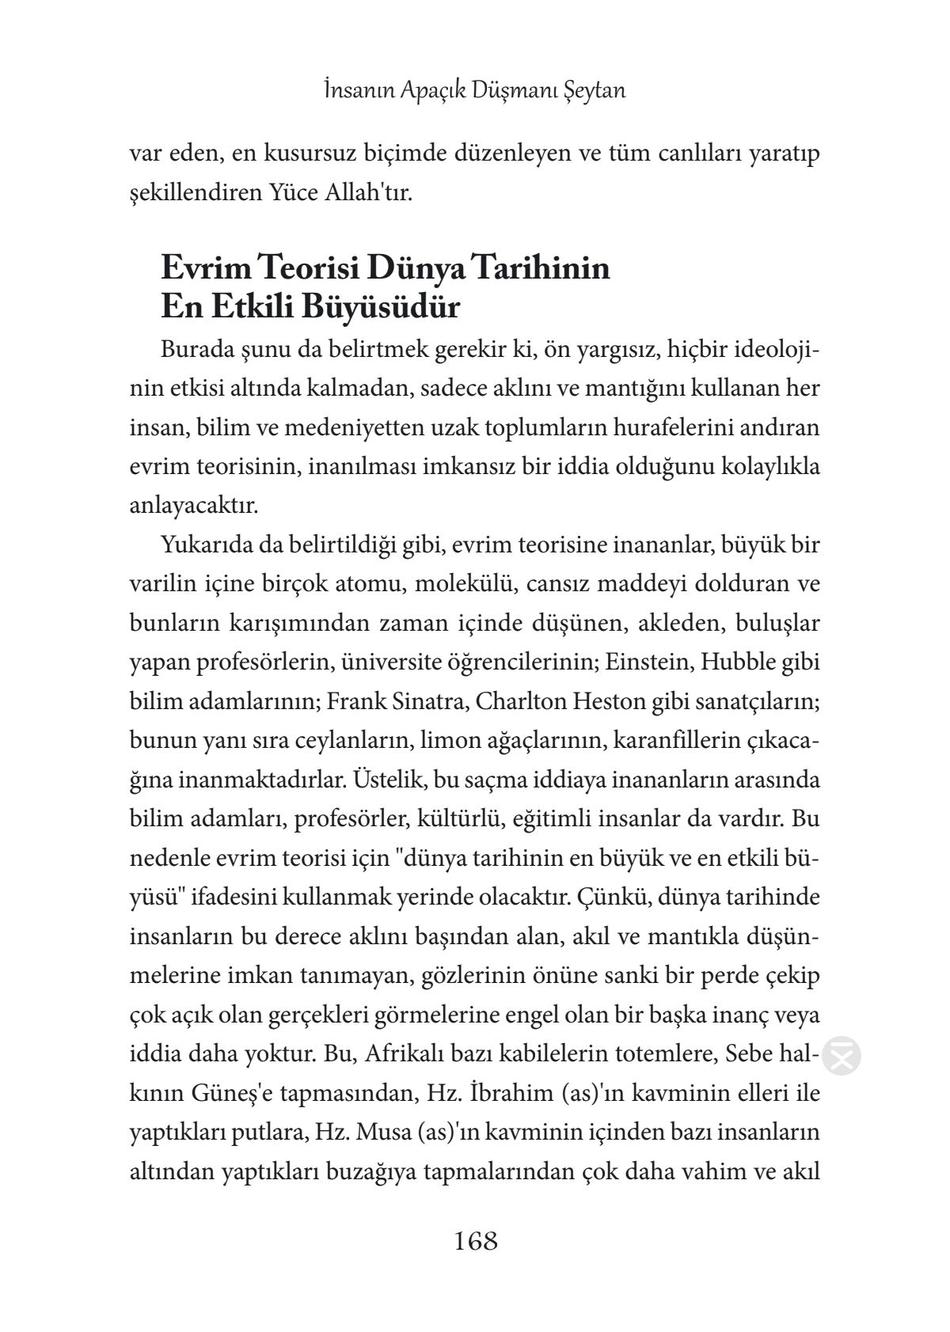 İnsanın Apaçık Düşmanı Şeytan
var eden, en kusursuz biçimde düzenleyen ve tüm canlıları yaratıp
şekillendiren Yüce Allah'tır.
Evrim Teorisi Dünya Tarihinin
En Etkili Büyüsüdür
Burada şunu da belirtmek gerekir ki, ön yargısız, hiçbir ideoloji-
nin etkisi altında kalmadan, sadece aklını ve mantığını kullanan her
insan, bilim ve medeniyetten uzak toplumların hurafelerini andıran
evrim teorisinin, inanılması imkansız bir iddia olduğunu kolaylıkla
anlayacaktır.
Yukarıda da belirtildiği gibi, evrim teorisine inananlar, büyük bir
varilin içine birçok atomu, molekülü, cansız maddeyi dolduran ve
bunların karışımından zaman içinde düşünen, akleden, buluşlar
yapan profesörlerin, üniversite öğrencilerinin; Einstein, Hubble gibi
bilim adamlarının; Frank Sinatra, Charlton Heston gibi sanatçıların;
bunun yanı sıra ceylanların, limon ağaçlarının, karanfillerin çıkaca-
ğına inanmaktadırlar. Üstelik, bu saçma iddiaya inananların arasında
bilim adamları, profesörler, kültürlü, eğitimli insanlar da vardır. Bu
nedenle evrim teorisi için "dünya tarihinin en büyük ve en etkili bü-
yüsü" ifadesini kullanmak yerinde olacaktır. Çünkü, dünya tarihinde
insanların bu derece aklını başından alan, akıl ve mantıkla düşün-
melerine imkan tanımayan, gözlerinin önüne sanki bir perde çekip
çok açık olan gerçekleri görmelerine engel olan bir başka inanç veya
iddia daha yoktur. Bu, Afrikalı bazı kabilelerin totemlere, Sebe hal-
kının Güneş'e tapmasından, Hz. İbrahim (as)'ın kavminin elleri ile
yaptıkları putlara, Hz. Musa (as)'ın kavminin içinden bazı insanların
altından yaptıkları buzağıya tapmalarından çok daha vahim ve akıl
168